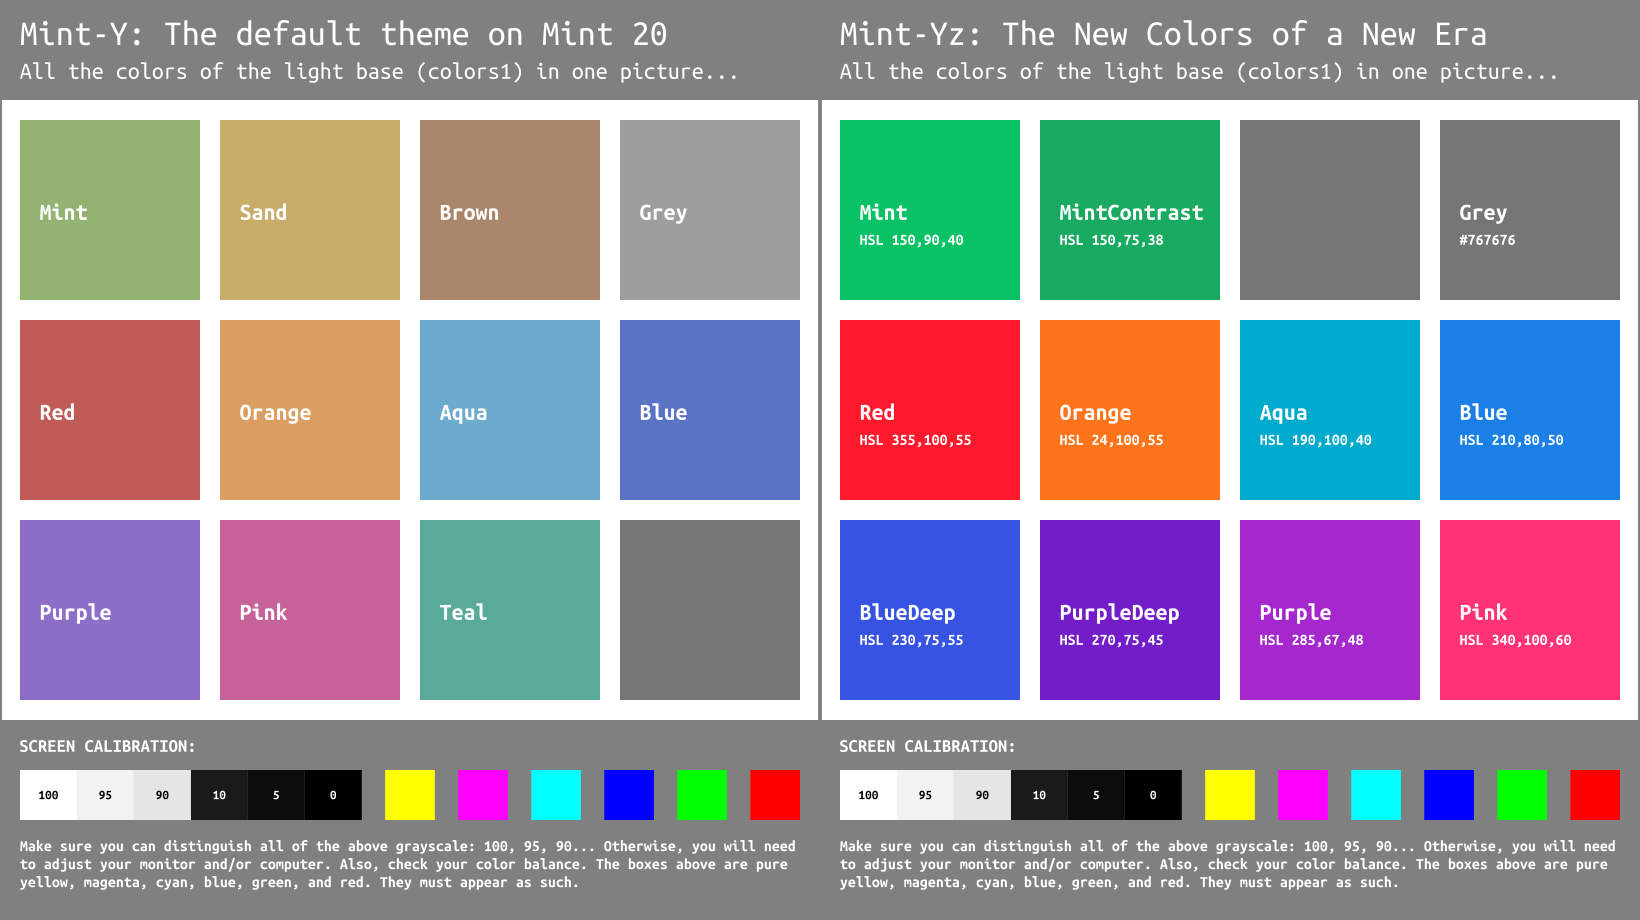 Mint-Y: The default theme on Mint 20
All the colors of the light base (colors1) in one picture...
Mint
Sand
Brown
Grey
Red
Orange
Aqua
Blue
Purple
Pink
Teal
SCREEN CALIBRATION:
100 95 90 10 5 0
Make sure you can distinguish all of the above grayscale: 100, 95, 90... Otherwise, you will need
to adjust your monitor and/or computer. Also, check your color balance. The boxes above are pure
yellow, magenta, cyan, blue, green, and red. They must appear as such.
Mint-Yz: The New Colors of a New Era
All the colors of the light base (colors1) in one picture...
Mint
HSL 150,90,40
MintContrast
HSL 150,75,38
Grey
#767676
Red
HSL 355,100,55
Orange
HSL 24,100,55
Aqua
HSL 190,100,40
Blue
HSL 210,80,50
BlueDeep
HSL 230,75,55
PurpleDeep
HSL 270,75,45
Purple
HSL 285,67,48
Pink
HSL 340,100,60
SCREEN CALIBRATION:
100 95 90 10 5 0
Make sure you can distinguish all of the above grayscale: 100, 95, 90... Otherwise, you will need
to adjust your monitor and/or computer. Also, check your color balance. The boxes above are pure
yellow, magenta, cyan, blue, green, and red. They must appear as such.